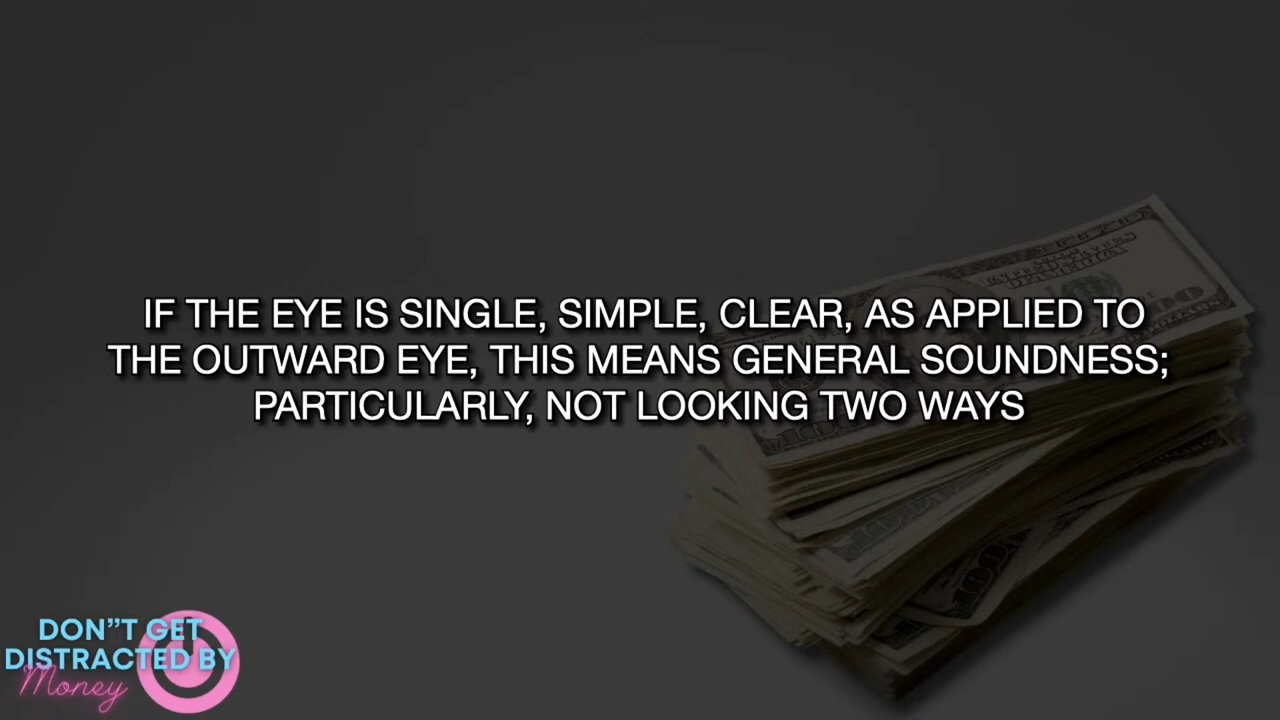 IF THE EYE IS SINGLE, SIMPLE, CLEAR, AS APPLIED TO
THE OUTWARD EYE, THIS MEANS GENERAL SOUNDNESS;
PARTICULARLY, NOT LOOKING TWO WAYS
DON”T GET
DISTRACTED BY
Money